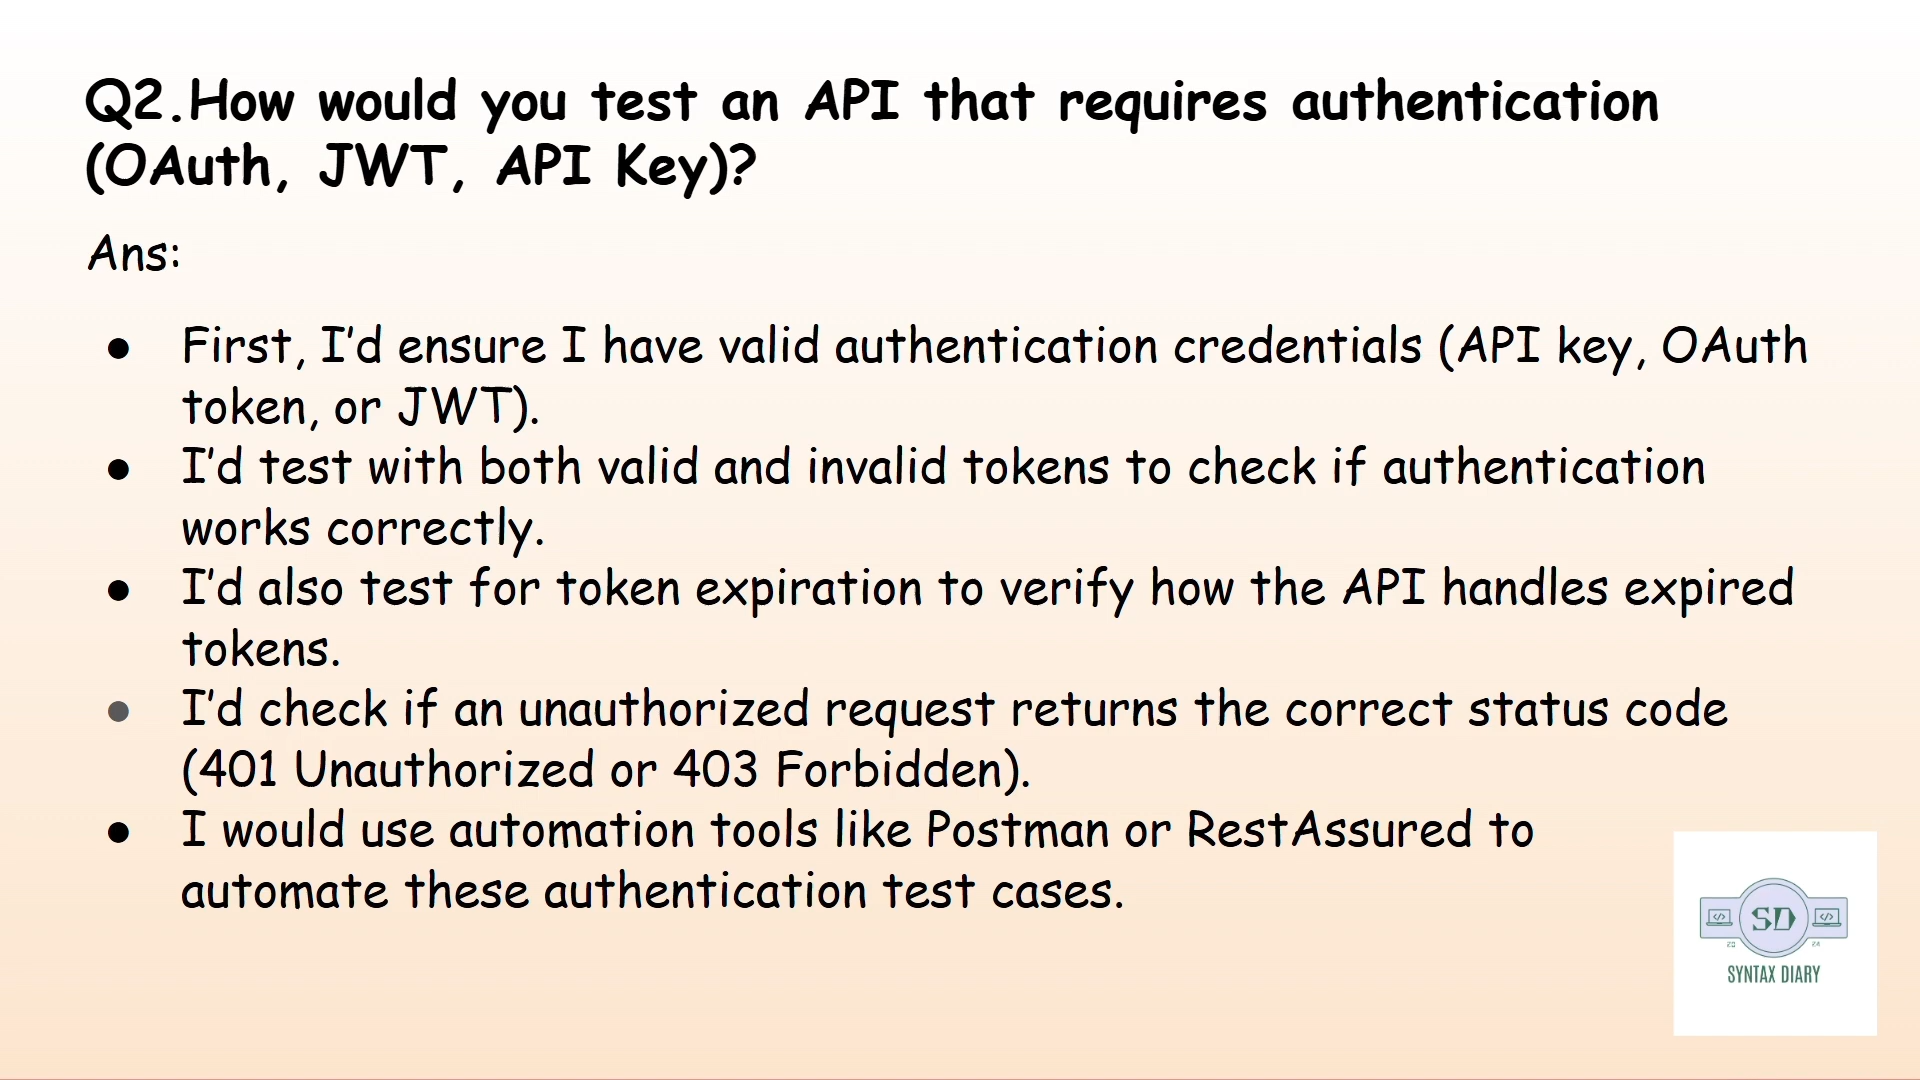 Q2.How would you test an API that requires authentication
(OAuth, JWT, API Key)?
Ans:
● First, I’d ensure I have valid authentication credentials (API key, OAuth
token, or JWT).
● I’d test with both valid and invalid tokens to check if authentication
works correctly.
● I’d also test for token expiration to verify how the API handles expired
tokens.
● I’d check if an unauthorized request returns the correct status code
(401 Unauthorized or 403 Forbidden).
● I would use automation tools like Postman or RestAssured to
automate these authentication test cases.
</> SD </>
SYNTAX DIARY